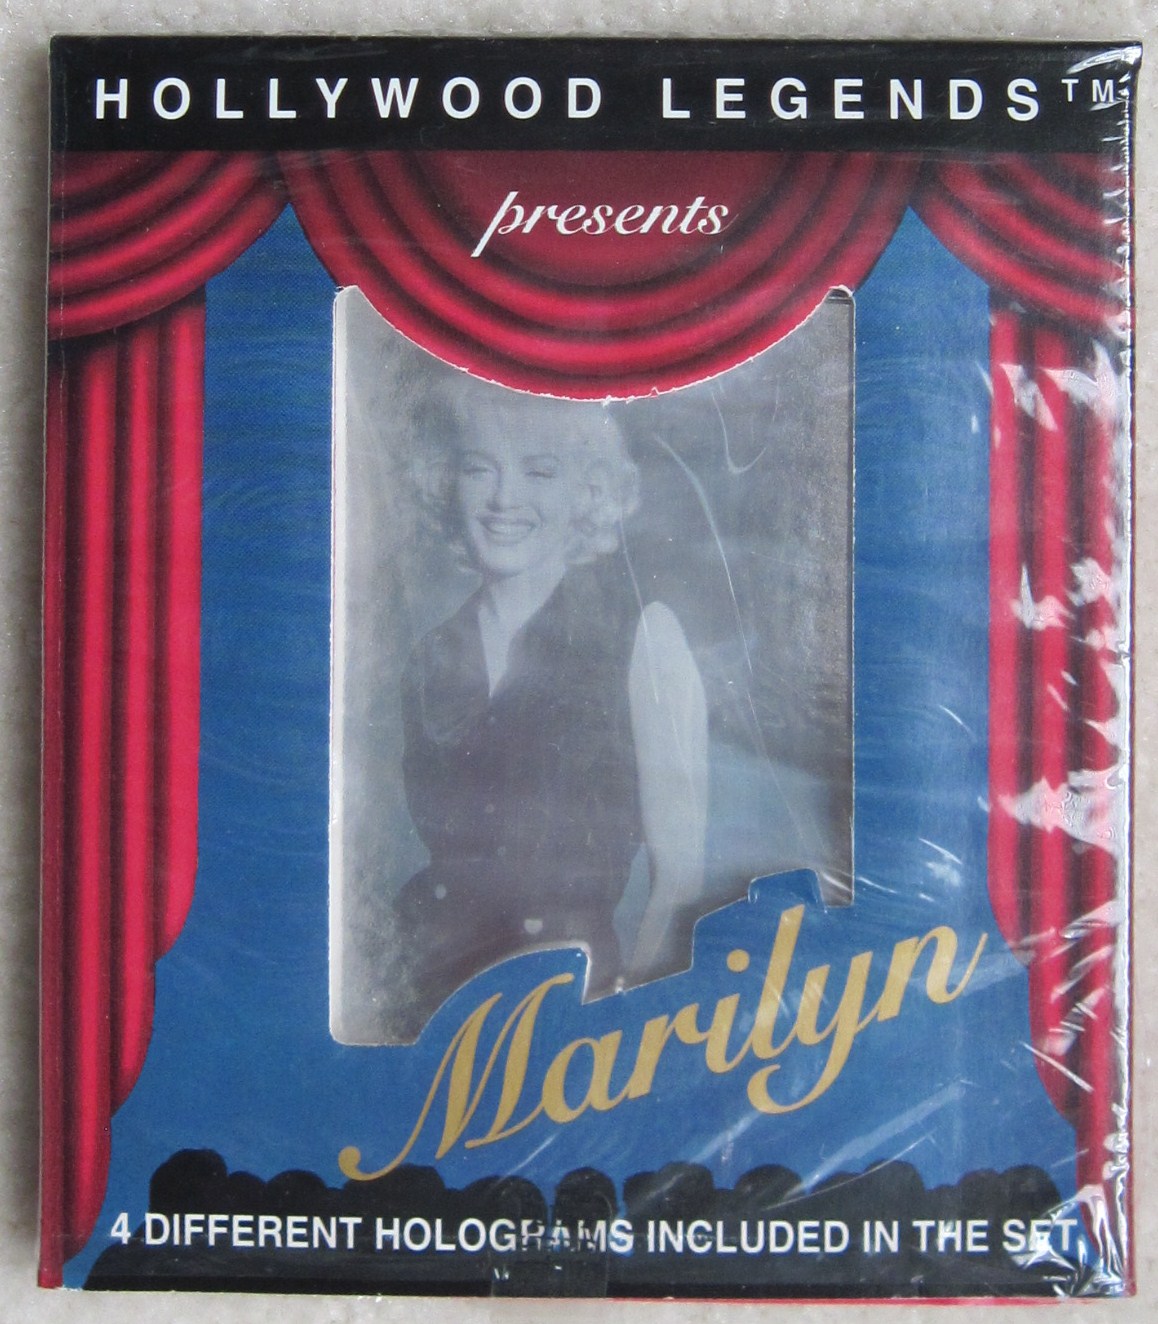 HOLLYWOOD LEGENDS™
presents
Marilyn
4 DIFFERENT HOLOGRAMS INCLUDED IN THE SET